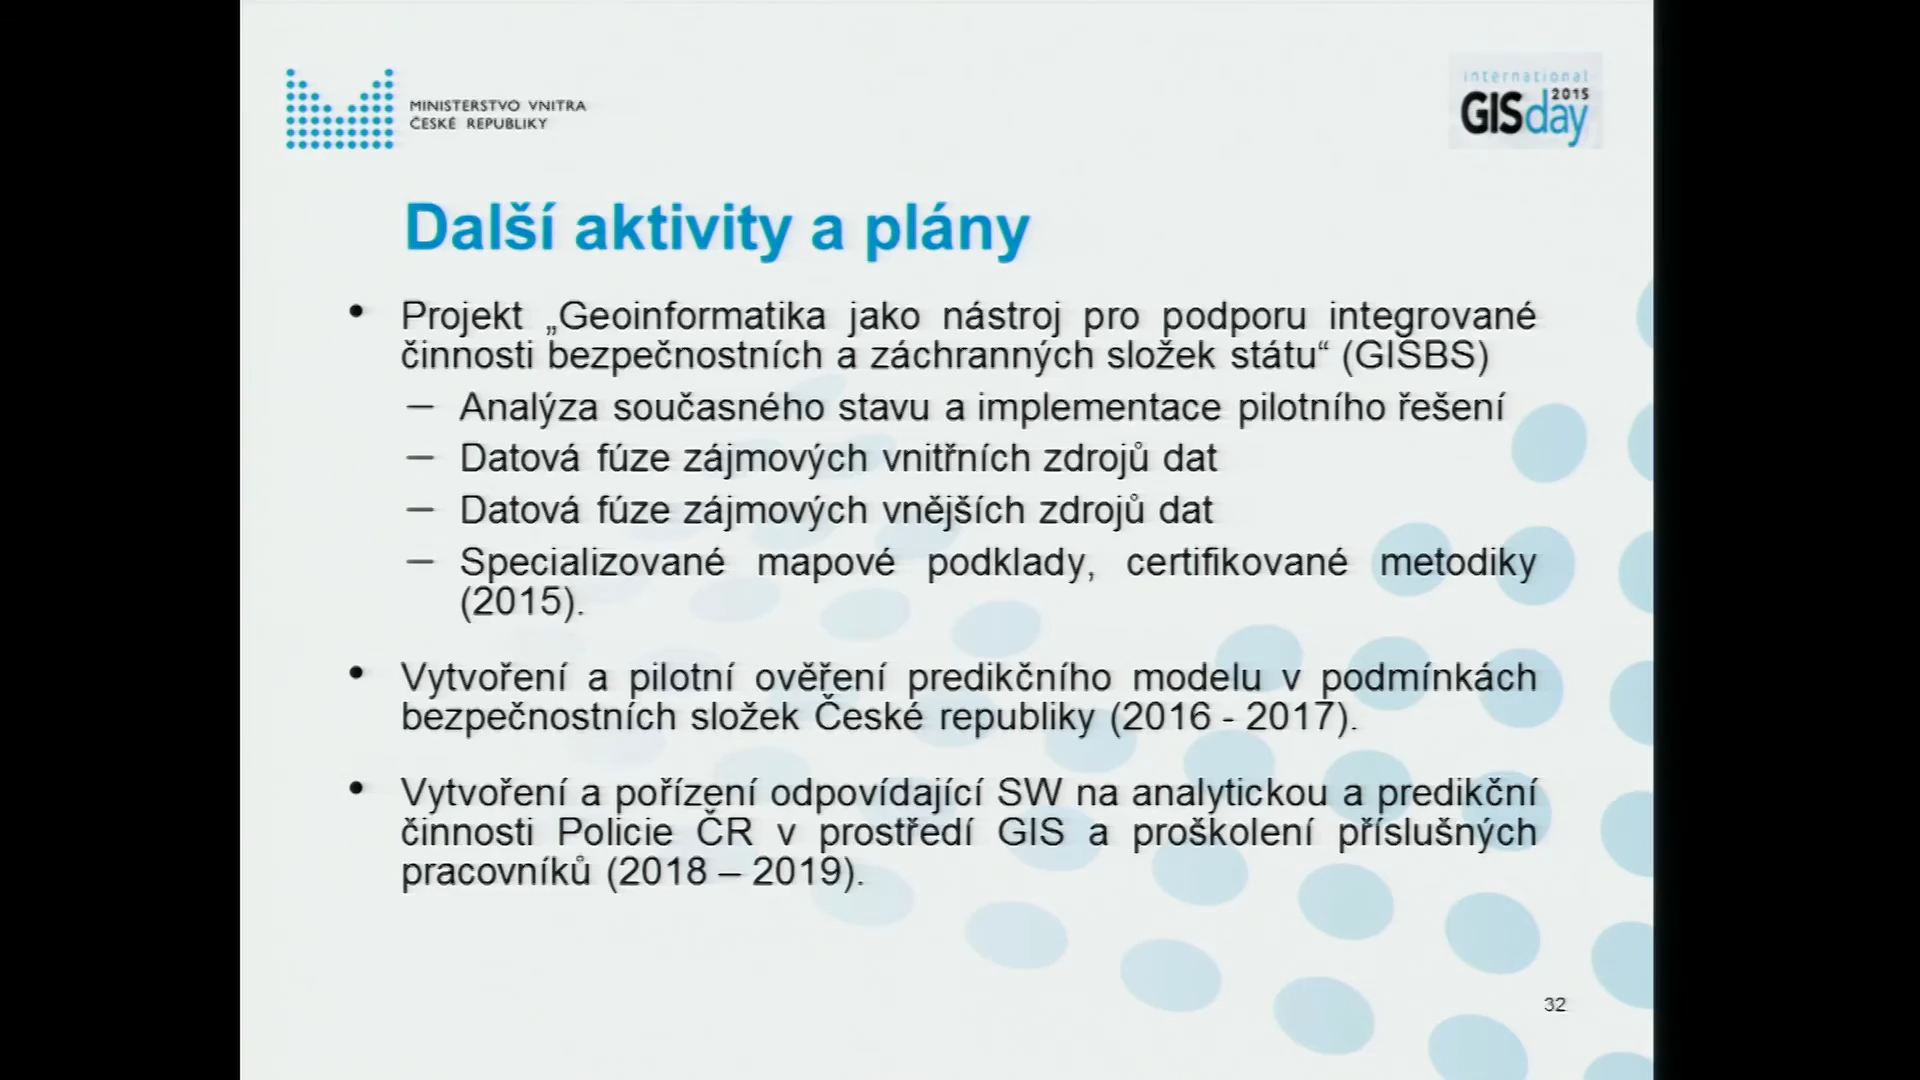 MINISTERSTVO VNITRA
ČESKÉ REPUBLIKY
international
2015
GISday
Další aktivity a plány
• Projekt „Geoinformatika jako nástroj pro podporu integrované
činnosti bezpečnostních a záchranných složek státu“ (GISBS)
– Analýza současného stavu a implementace pilotního řešení
– Datová fúze zájmových vnitřních zdrojů dat
– Datová fúze zájmových vnějších zdrojů dat
– Specializované mapové podklady, certifikované metodiky
(2015).
• Vytvoření a pilotní ověření predikčního modelu v podmínkách
bezpečnostních složek České republiky (2016 - 2017).
• Vytvoření a pořízení odpovídající SW na analytickou a predikční
činnosti Policie ČR v prostředí GIS a proškolení příslušných
pracovníků (2018 – 2019).
32